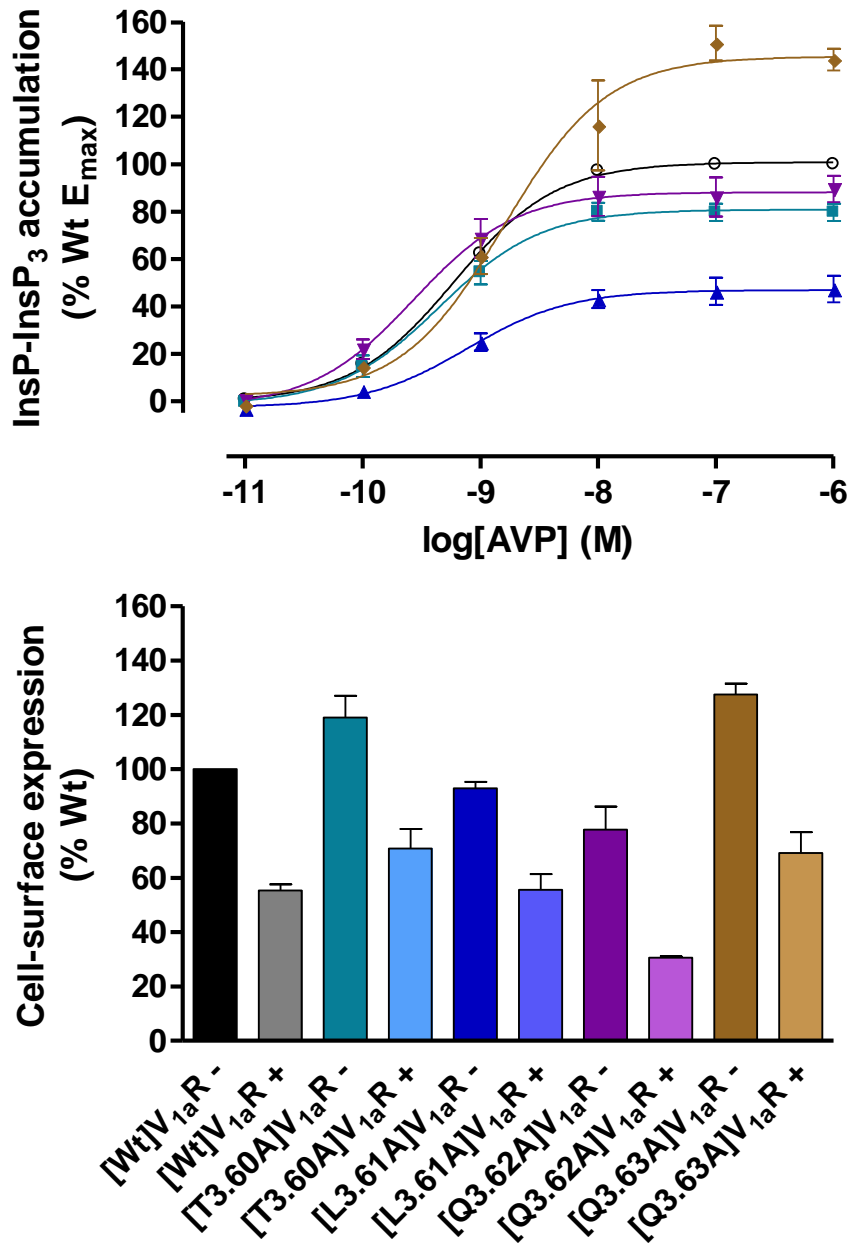 InsP-InsP₃ accumulation
(% Wt Eₘₐₓ)
160
140
120
100
80
60
40
20
0
-11 -10 -9 -8 -7 -6
log[AVP] (M)
Cell-surface expression
(% Wt)
160
140
120
100
80
60
40
20
0
[Wt]V₁ₐR -
[Wt]V₁ₐR +
[T3.60A]V₁ₐR -
[T3.60A]V₁ₐR +
[L3.61A]V₁ₐR -
[L3.61A]V₁ₐR +
[Q3.62A]V₁ₐR -
[Q3.62A]V₁ₐR +
[Q3.63A]V₁ₐR -
[Q3.63A]V₁ₐR +